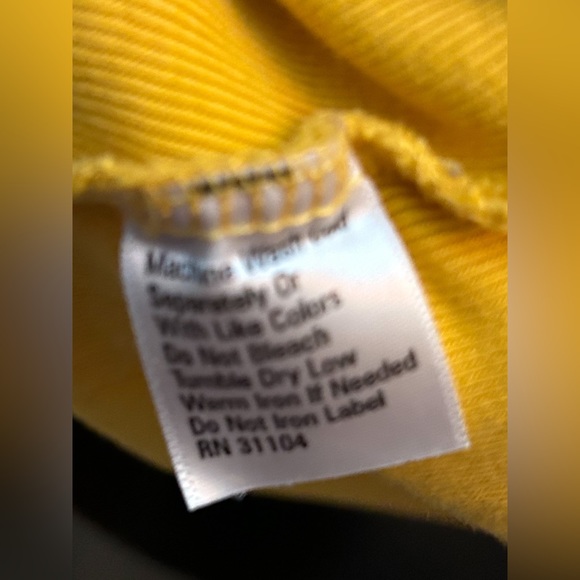 Machine Wash Cold
Separately Or
With Like Colors
Do Not Bleach
Tumble Dry Low
Warm Iron If Needed
Do Not Iron Label
RN 31104